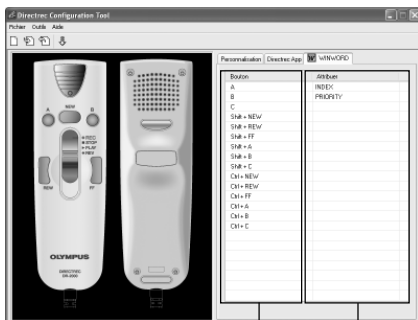 Directrec Configuration Tool
Fichier Outils Aide
Personnalisation Directrec App WINWORD
Bouton Attribuer
A INDEX
B PRIORITY
C
Shift + NEW
Shift + REW
Shift + FF
Shift + A
Shift + B
Shift + C
Ctrl + NEW
Ctrl + REW
Ctrl + FF
Ctrl + A
Ctrl + B
Ctrl + C
NEW
A B
REC
STOP
PLAY
REV
REW FF
OLYMPUS
DIRECTREC